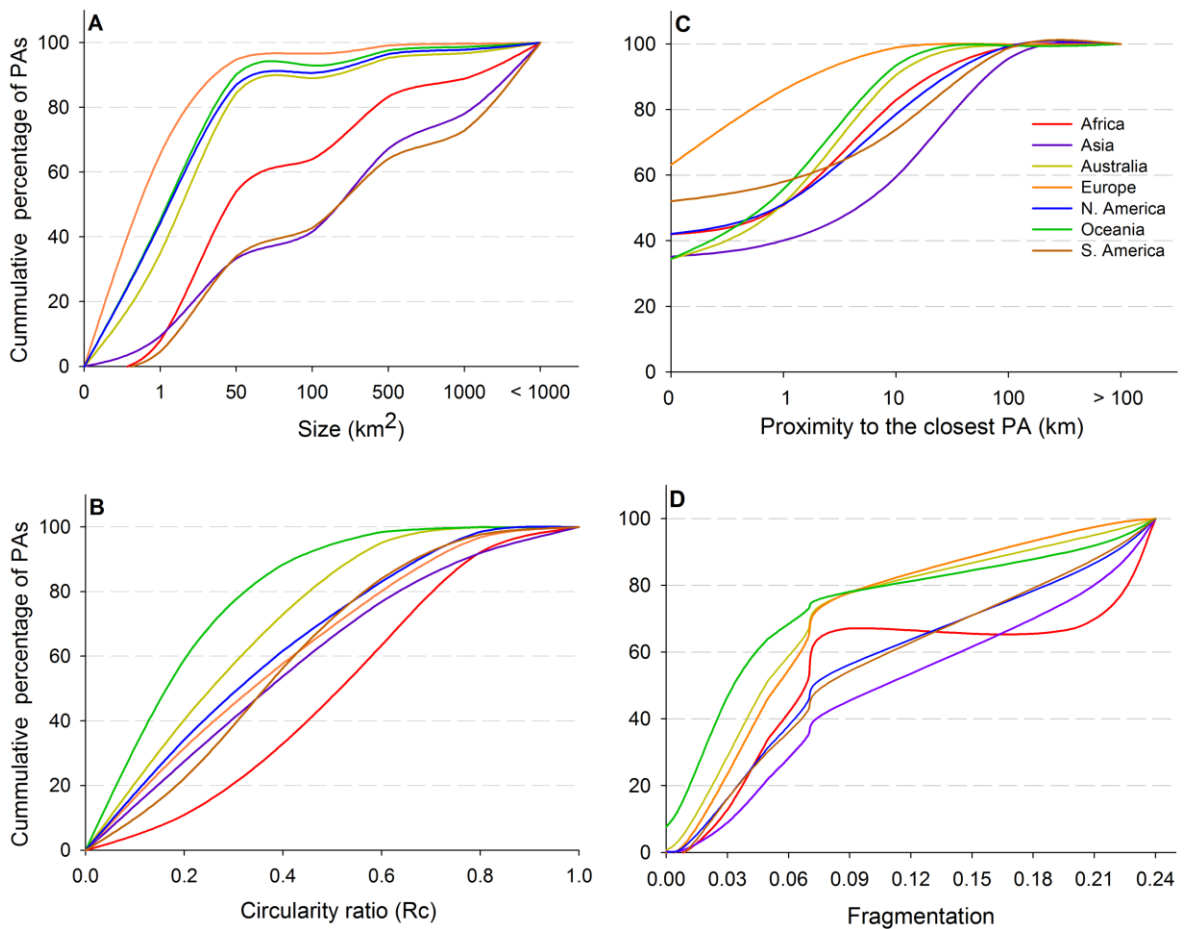 A
Cummulative percentage of PAs
100
80
60
40
20
0
0 1 50 100 500 1000 < 1000
Size (km²)
C
100
80
60
40
20
0
0 1 10 100 > 100
Proximity to the closest PA (km)
Africa
Asia
Australia
Europe
N. America
Oceania
S. America
B
Cummulative percentage of PAs
100
80
60
40
20
0
0.0 0.2 0.4 0.6 0.8 1.0
Circularity ratio (Rc)
D
100
80
60
40
20
0
0.00 0.03 0.06 0.09 0.12 0.15 0.18 0.21 0.24
Fragmentation